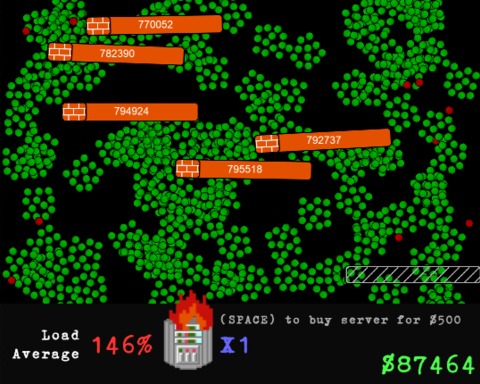 770052
782390
794924
792737
795518
(SPACE) to buy server for $500
Load
Average
146%
X1
$87464